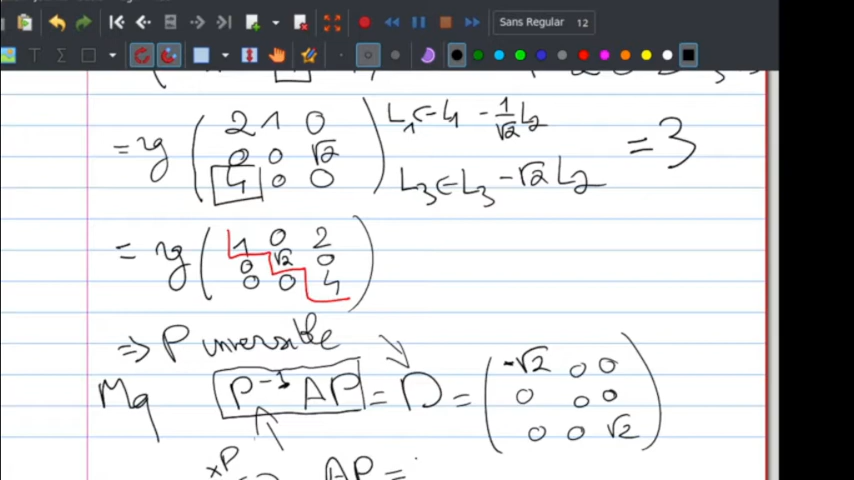 Sans Regular 12
= rg ( 2 1 0 ) L₁ ← L₁ - 1/√2 L₂
0 0 √2 = 3
4 0 0 L₃ ← L₃ - √2 L₂
= rg ( 1 0 2 )
0 √2 0
0 0 4
⇒ P inversible
Mq P⁻¹ AP = D = ( -√2 0 0 )
0 0 0
0 0 √2
×P AP =